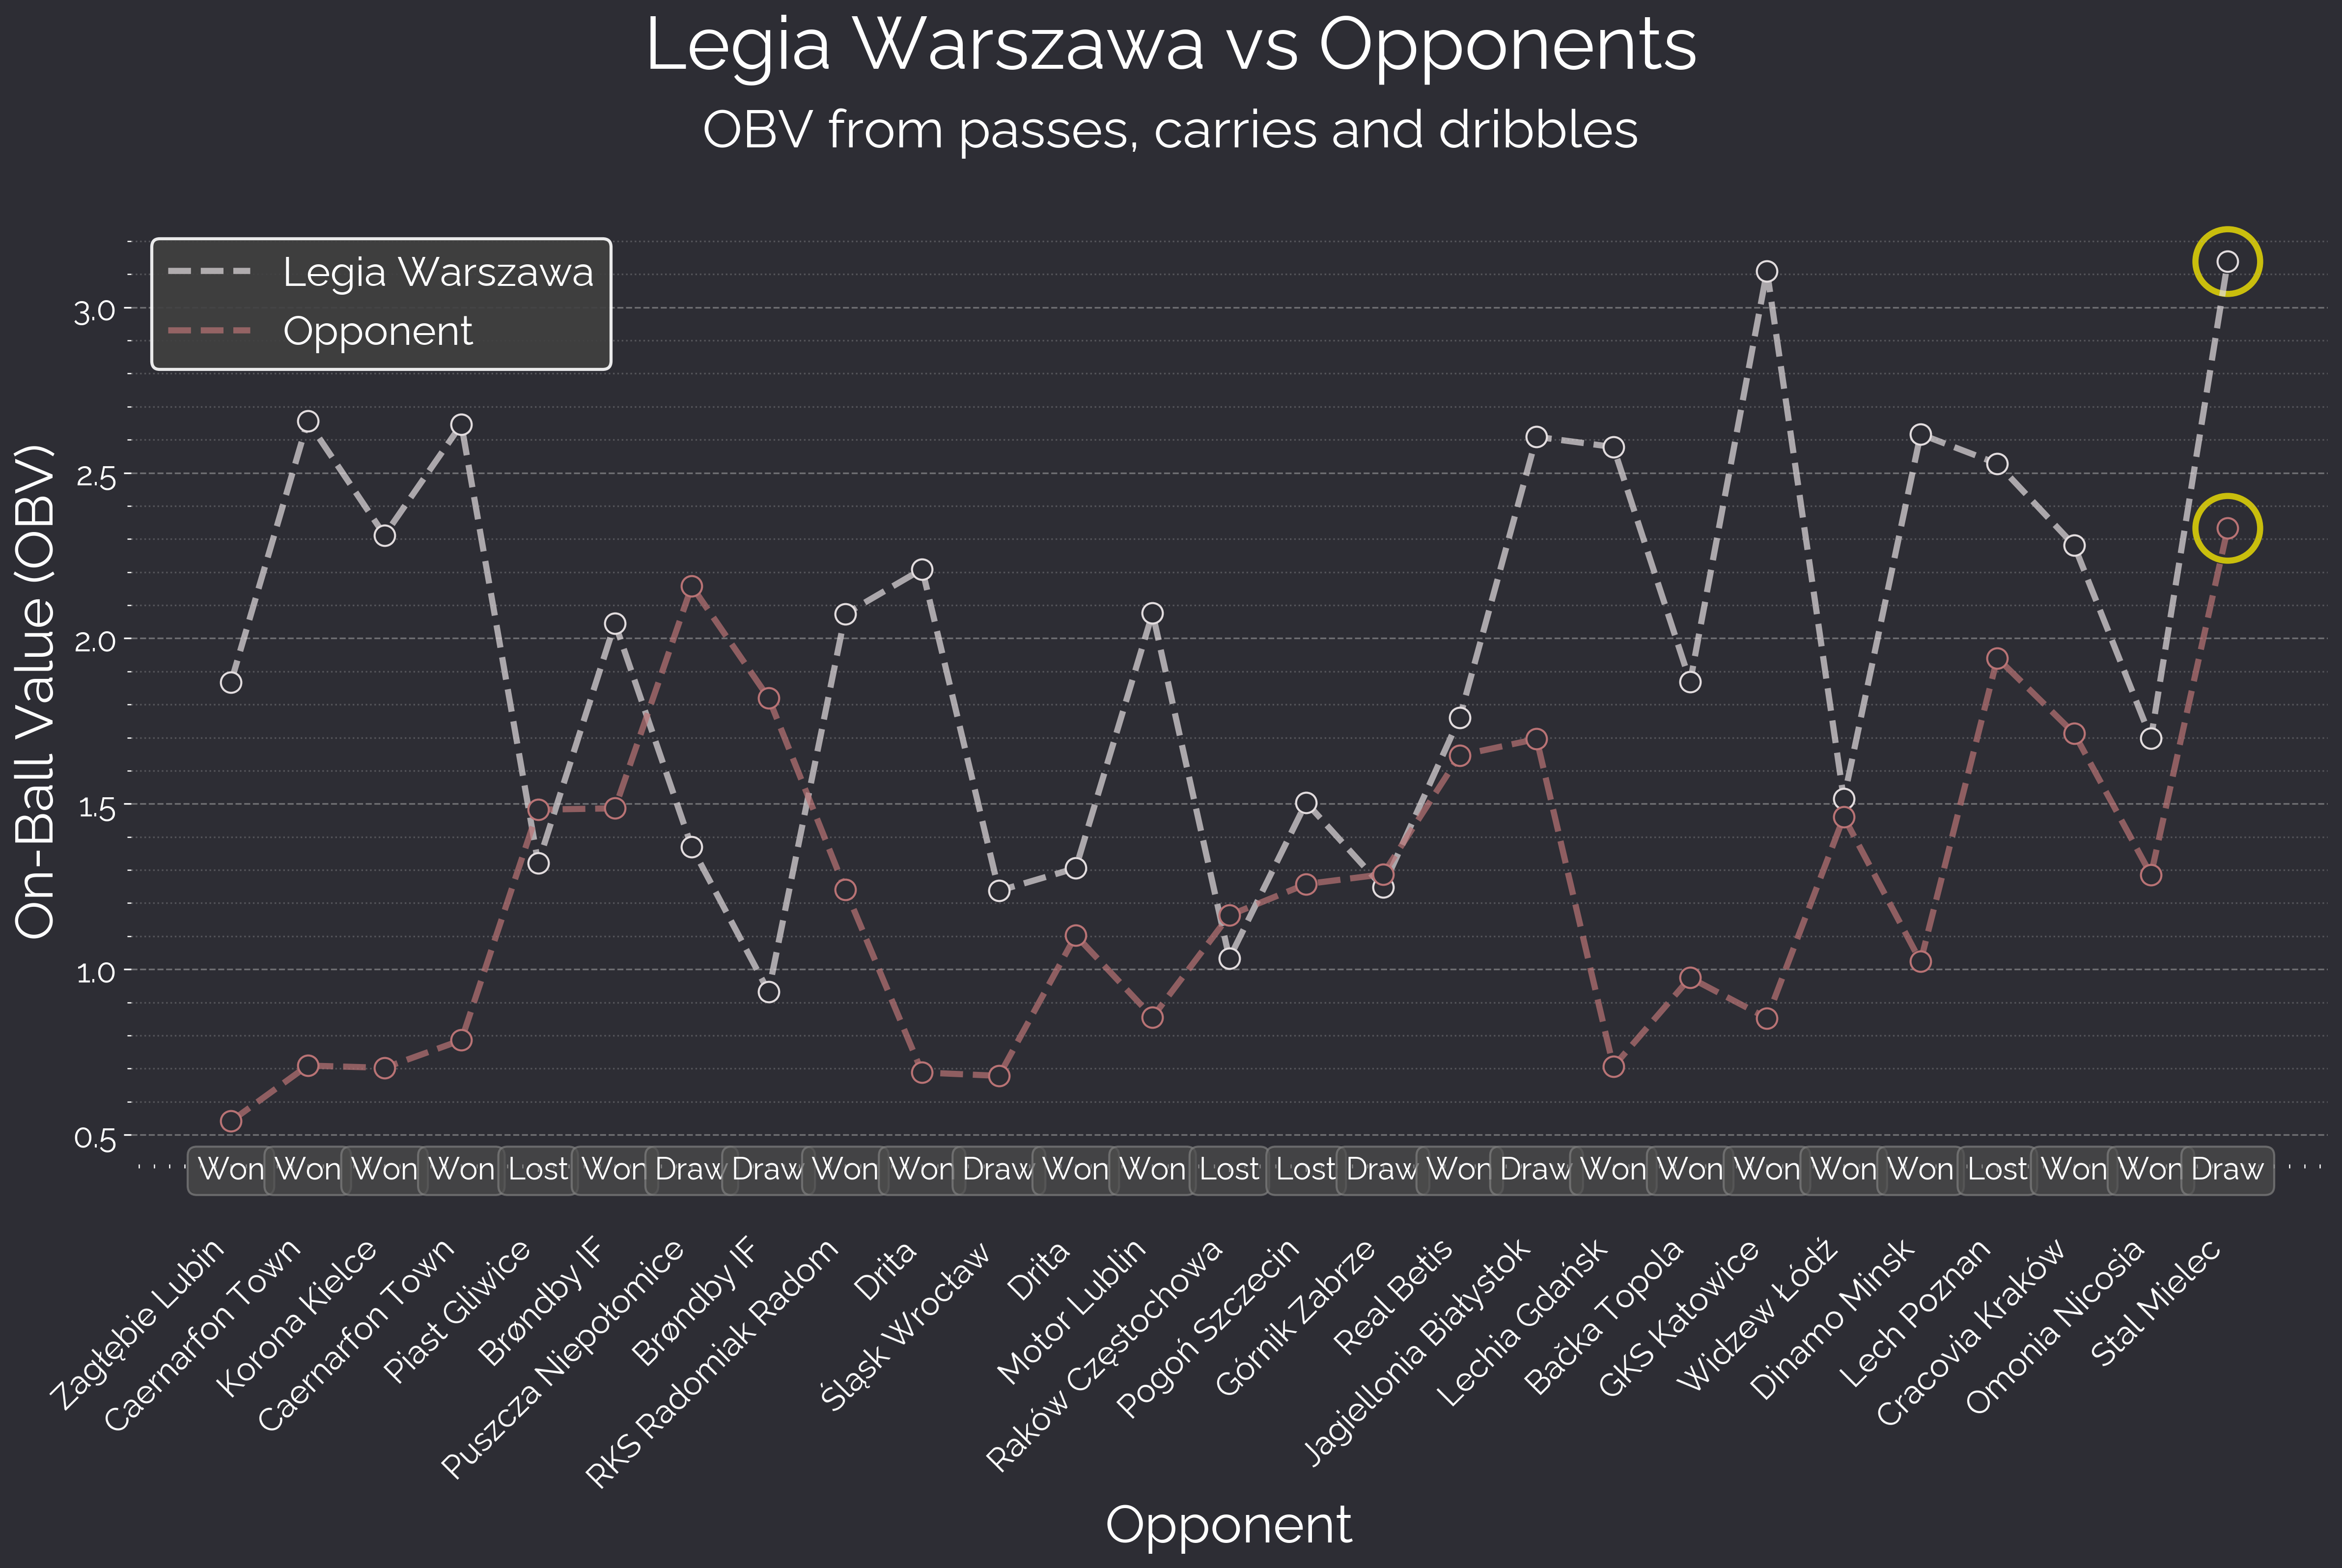 Legia Warszawa vs Opponents
OBV from passes, carries and dribbles
Legia Warszawa
Opponent
On-Ball Value (OBV)
3.0
2.5
2.0
1.5
1.0
0.5
Won Won Won Won Lost Won Draw Draw Won Won Draw Won Won Lost Lost Draw Won Draw Won Won Won Won Won Lost Won Won Draw
Zagłębie Lubin
Caernarfon Town
Korona Kielce
Caernarfon Town
Piast Gliwice
Brøndby IF
Puszcza Niepołomice
Brøndby IF
RKS Radomiak Radom
Drita
Śląsk Wrocław
Drita
Motor Lublin
Raków Częstochowa
Pogoń Szczecin
Górnik Zabrze
Real Betis
Jagielllonia Białystok
Lechia Gdańsk
Bačka Topola
GKS Katowice
Widzew Łódź
Dinamo Minsk
Lech Poznan
Cracovia Kraków
Omonia Nicosia
Stal Mielec
Opponent